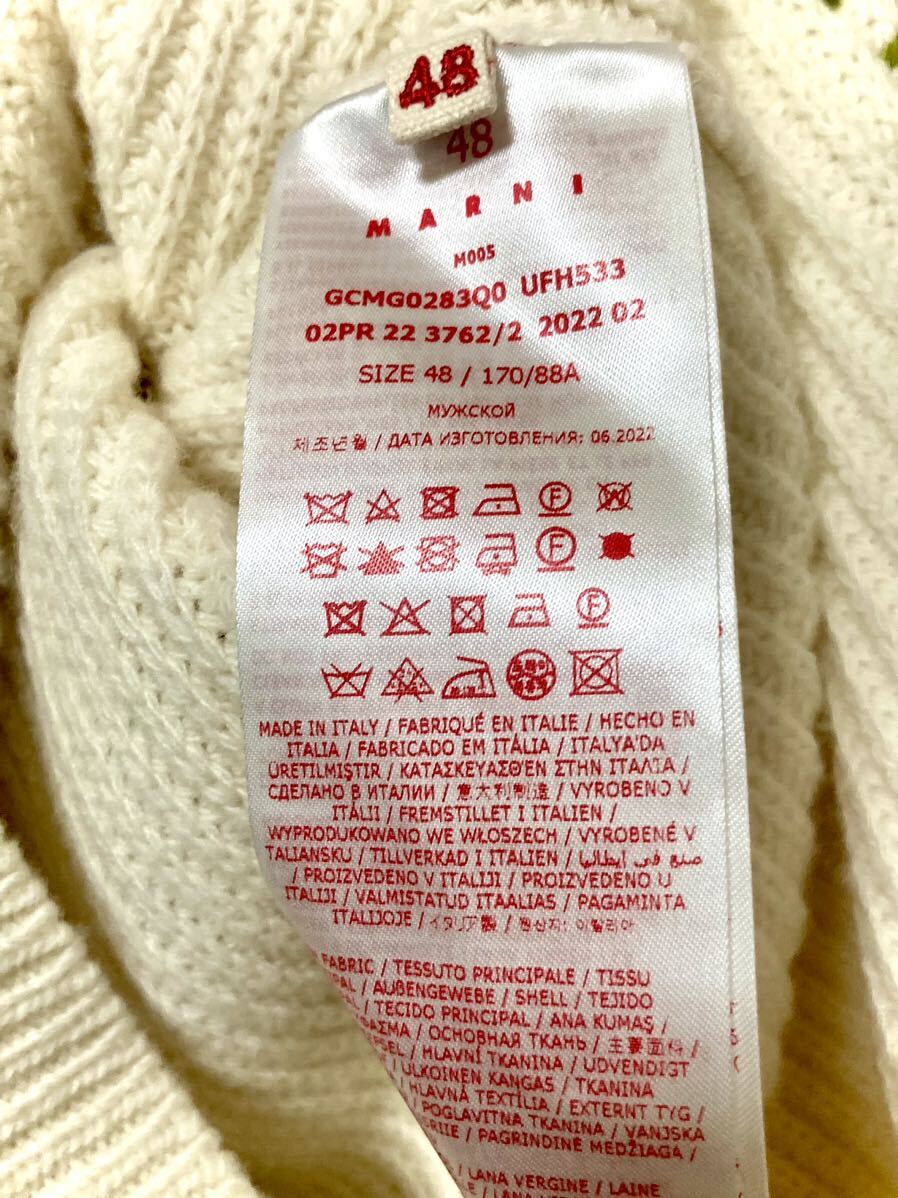 48
48
MARNI
M005
GCMG0283Q0 UFH533
02PR 22 3762/2 2022 02
SIZE 48 / 170/88A
МУЖСКОЙ
제조년월 / ДАТА ИЗГОТОВЛЕНИЯ: 06.2022
MADE IN ITALY / FABRIQUÉ EN ITALIE / HECHO EN
ITALIA / FABRICADO EM ITÁLIA / ITALYA'DA
ÜRETILMIŞTIR / ΚΑΤΑΣΚΕΥΑΣΘ'ΕΝ ΣΤΗΝ ΙΤΑΛΙΑ /
СДЕЛАНО В ИТАЛИИ / 意大利制造 / VYROBENO V
ITÁLII / FREMSTILLET I ITALIEN /
WYPRODUKOWANO WE WŁOSZECH / VYROBENÉ V
TALIANSKU / TILLVERKAD I ITALIEN / صنع في إيطاليا
/ PROIZVEDENO V ITALIJI / PROIZVEDENO U
ITALIJI / VALMISTATUD ITAALIAS / PAGAMINTA
ITALIJOJE / イタリア製 / 원산지: 이탈리아
FABRIC / TESSUTO PRINCIPALE / TISSU
/ AUßENGEWEBE / SHELL / TEJIDO
/ TECIDO PRINCIPAL / ANA KUMAŞ /
/ ОСНОВНАЯ ТКАНЬ / 主要面料 /
/ HLAVNÍ TKANINA / UDVENDIGT
/ ULKOINEN KANGAS / TKANINA
/ HLAVNÁ TEXTÍLIA / EXTERNT TYG /
/ POGLAVITNA TKANINA / VANJSKA
/ PAGRINDINĖ MEDŽIAGA /
/ LANA VERGINE / LAINE